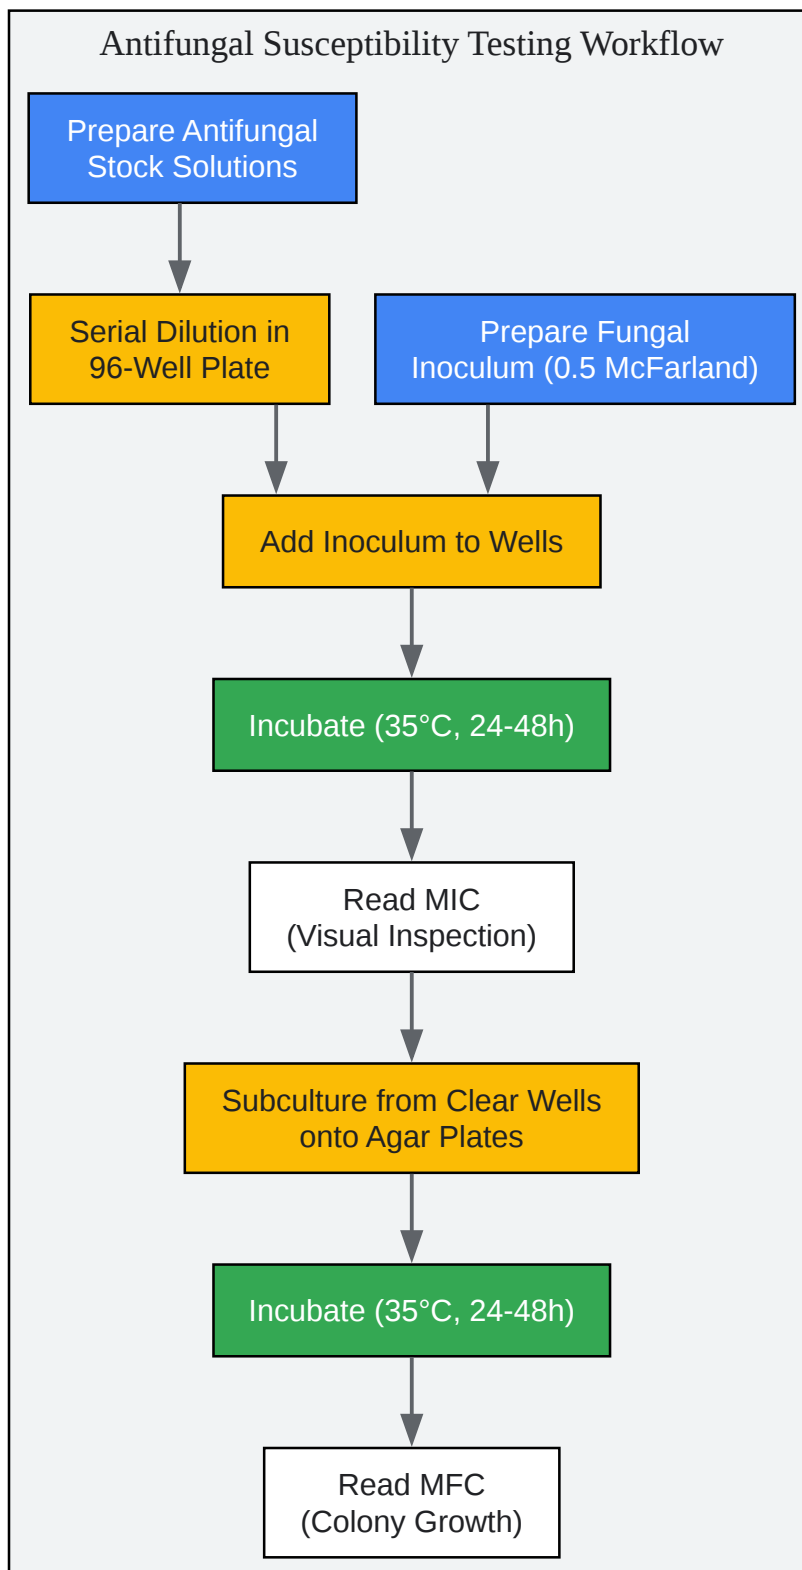 Antifungal Susceptibility Testing Workflow
Prepare Antifungal
Stock Solutions
Serial Dilution in
96-Well Plate
Prepare Fungal
Inoculum (0.5 McFarland)
Add Inoculum to Wells
Incubate (35°C, 24-48h)
Read MIC
(Visual Inspection)
Subculture from Clear Wells
onto Agar Plates
Incubate (35°C, 24-48h)
Read MFC
(Colony Growth)